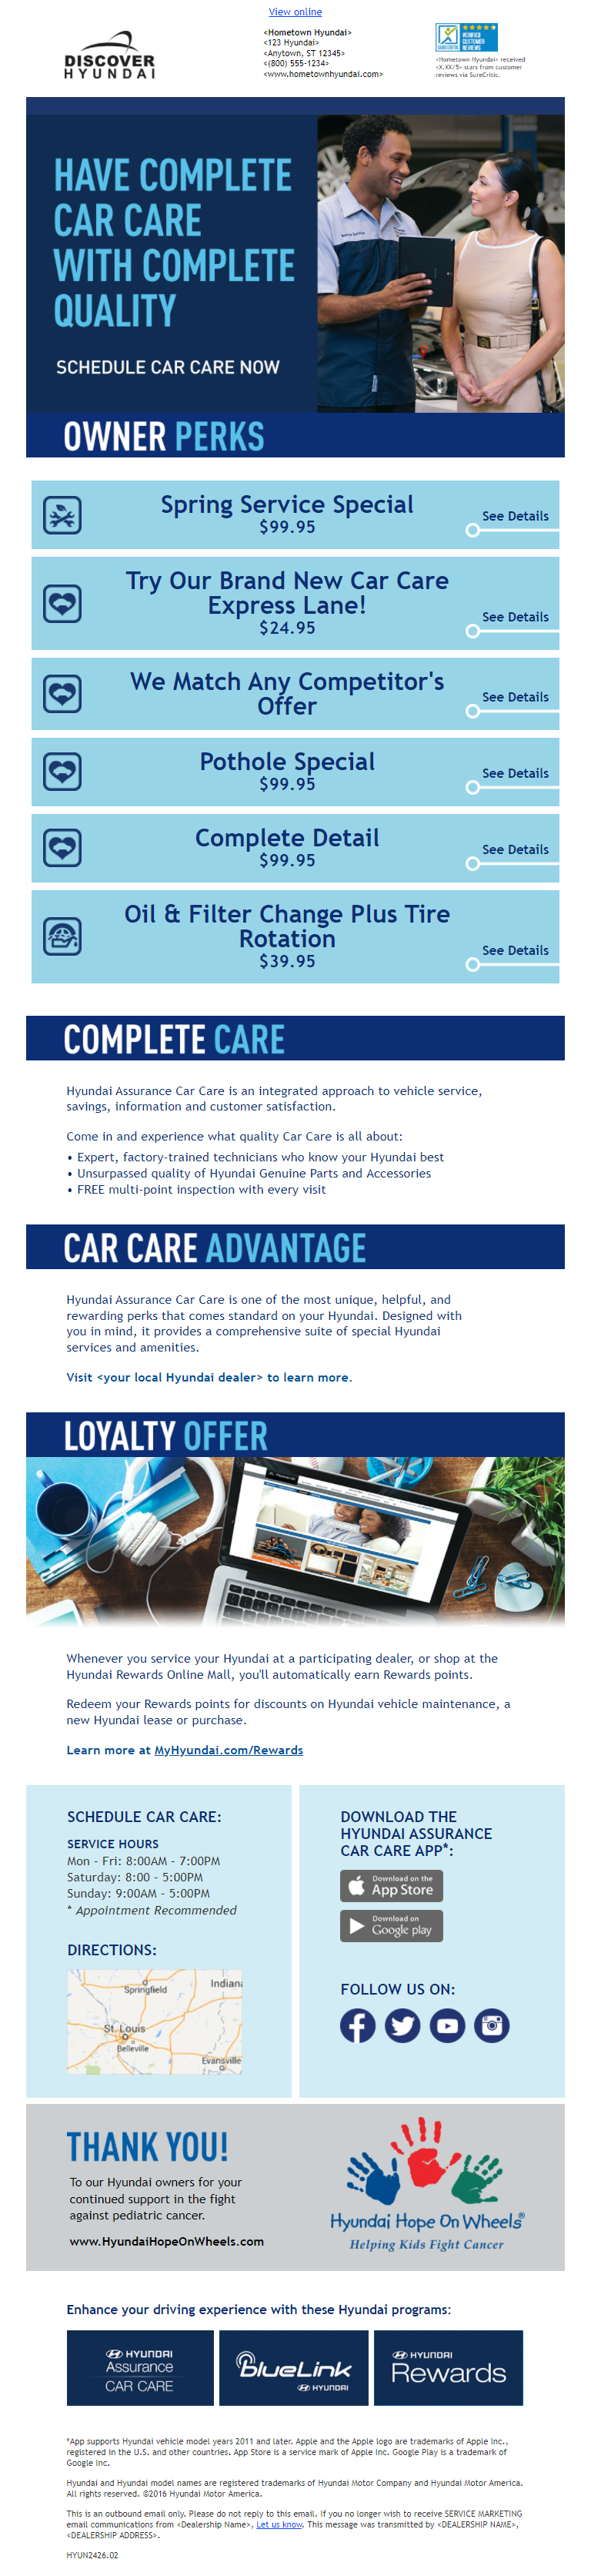 View online
DISCOVER
HYUNDAI
<Hometown Hyundai>
<123 Hyundai>
<Anytown, ST 12345>
<(800) 555-1234>
<www.hometownhyundai.com>
VERIFIED
CUSTOMER
REVIEWS
<Hometown Hyundai> received
<X.XX/5> stars from customer
reviews via SureCritic.
HAVE COMPLETE
CAR CARE
WITH COMPLETE
QUALITY
SCHEDULE CAR CARE NOW
OWNER PERKS
Spring Service Special
$99.95
See Details
Try Our Brand New Car Care
Express Lane!
$24.95
See Details
We Match Any Competitor's
Offer
See Details
Pothole Special
$99.95
See Details
Complete Detail
$99.95
See Details
Oil & Filter Change Plus Tire
Rotation
$39.95
See Details
COMPLETE CARE
Hyundai Assurance Car Care is an integrated approach to vehicle service,
savings, information and customer satisfaction.
Come in and experience what quality Car Care is all about:
• Expert, factory-trained technicians who know your Hyundai best
• Unsurpassed quality of Hyundai Genuine Parts and Accessories
• FREE multi-point inspection with every visit
CAR CARE ADVANTAGE
Hyundai Assurance Car Care is one of the most unique, helpful, and
rewarding perks that comes standard on your Hyundai. Designed with
you in mind, it provides a comprehensive suite of special Hyundai
services and amenities.
Visit <your local Hyundai dealer> to learn more.
LOYALTY OFFER
Whenever you service your Hyundai at a participating dealer, or shop at the
Hyundai Rewards Online Mall, you'll automatically earn Rewards points.
Redeem your Rewards points for discounts on Hyundai vehicle maintenance, a
new Hyundai lease or purchase.
Learn more at MyHyundai.com/Rewards
SCHEDULE CAR CARE:
SERVICE HOURS
Mon - Fri: 8:00AM - 7:00PM
Saturday: 8:00 - 5:00PM
Sunday: 9:00AM - 5:00PM
* Appointment Recommended
DIRECTIONS:
Springfield
Indiana
St. Louis
Belleville
Evansville
DOWNLOAD THE
HYUNDAI ASSURANCE
CAR CARE APP*:
Download on the
App Store
Download on
Google play
FOLLOW US ON:
THANK YOU!
To our Hyundai owners for your
continued support in the fight
against pediatric cancer.
www.HyundaiHopeOnWheels.com
Hyundai Hope On Wheels®
Helping Kids Fight Cancer
Enhance your driving experience with these Hyundai programs:
HYUNDAI
Assurance
CAR CARE
blueLink
HYUNDAI
HYUNDAI
Rewards
*App supports Hyundai vehicle model years 2011 and later. Apple and the Apple logo are trademarks of Apple Inc.,
registered in the U.S. and other countries. App Store is a service mark of Apple Inc. Google Play is a trademark of
Google Inc.
Hyundai and Hyundai model names are registered trademarks of Hyundai Motor Company and Hyundai Motor America.
All rights reserved. ©2016 Hyundai Motor America.
This is an outbound email only. Please do not reply to this email. If you no longer wish to receive SERVICE MARKETING
email communications from <Dealership Name>, Let us know. This message was transmitted by <DEALERSHIP NAME>,
<DEALERSHIP ADDRESS>.
HYUN2426.02